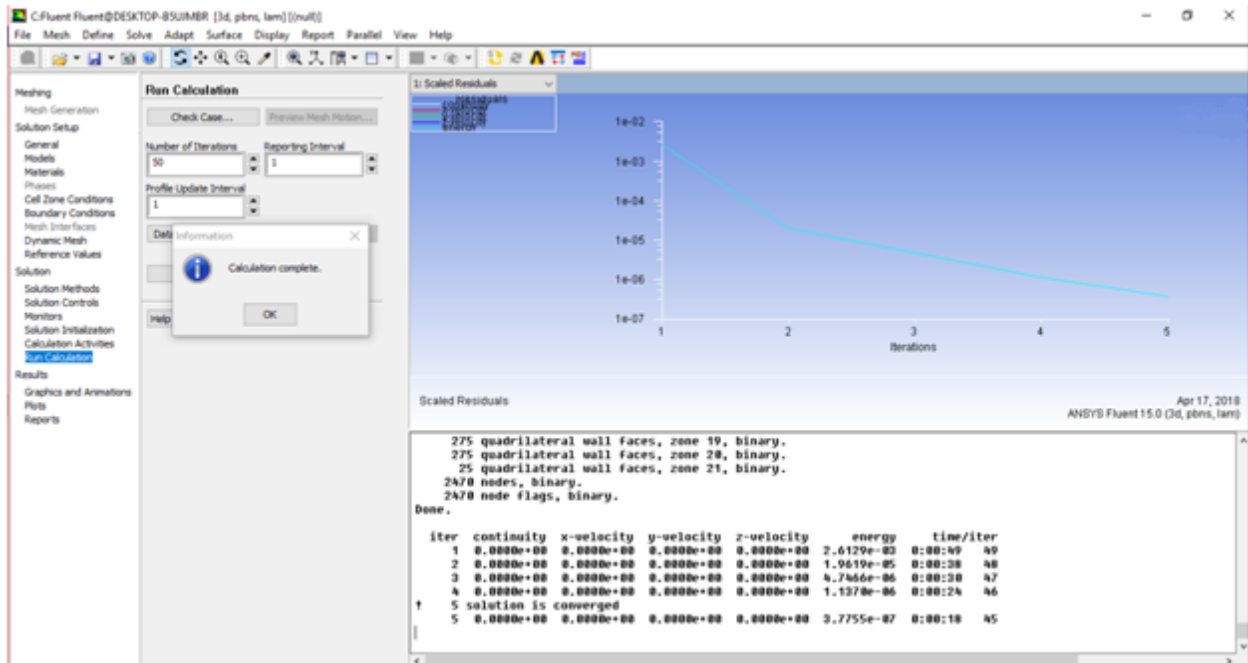 C:Fluent Fluent@DESKTOP-85UIMBR [3d, pbns, lam] [(null)]
File Mesh Define Solve Adapt Surface Display Report Parallel View Help
Meshing
Mesh Generation
Solution Setup
General
Models
Materials
Phases
Cell Zone Conditions
Boundary Conditions
Mesh Interfaces
Dynamic Mesh
Reference Values
Solution
Solution Methods
Solution Controls
Monitors
Solution Initialization
Calculation Activities
Run Calculation
Results
Graphics and Animations
Plots
Reports
Run Calculation
Check Case... Preview Mesh Motion...
Number of Iterations Reporting Interval
50 1
Profile Update Interval
1
Data
Information
Calculation complete.
OK
Help
1: Scaled Residuals
Residuals
energy
1e-02
1e-03
1e-04
1e-05
1e-06
1e-07
1 2 3 4 5
Iterations
Scaled Residuals
Apr 17, 2018
ANSYS Fluent 15.0 (3d, pbns, lam)
275 quadrilateral wall faces, zone 19, binary.
275 quadrilateral wall faces, zone 20, binary.
25 quadrilateral wall faces, zone 21, binary.
2470 nodes, binary.
2470 node flags, binary.
Done.
iter continuity x-velocity y-velocity z-velocity energy time/iter
1 0.0000e+00 0.0000e+00 0.0000e+00 0.0000e+00 2.6129e-03 0:00:49 49
2 0.0000e+00 0.0000e+00 0.0000e+00 0.0000e+00 1.9619e-05 0:00:38 48
3 0.0000e+00 0.0000e+00 0.0000e+00 0.0000e+00 4.7466e-06 0:00:30 47
4 0.0000e+00 0.0000e+00 0.0000e+00 0.0000e+00 1.1370e-06 0:00:24 46
! 5 solution is converged
5 0.0000e+00 0.0000e+00 0.0000e+00 0.0000e+00 3.7755e-07 0:00:18 45